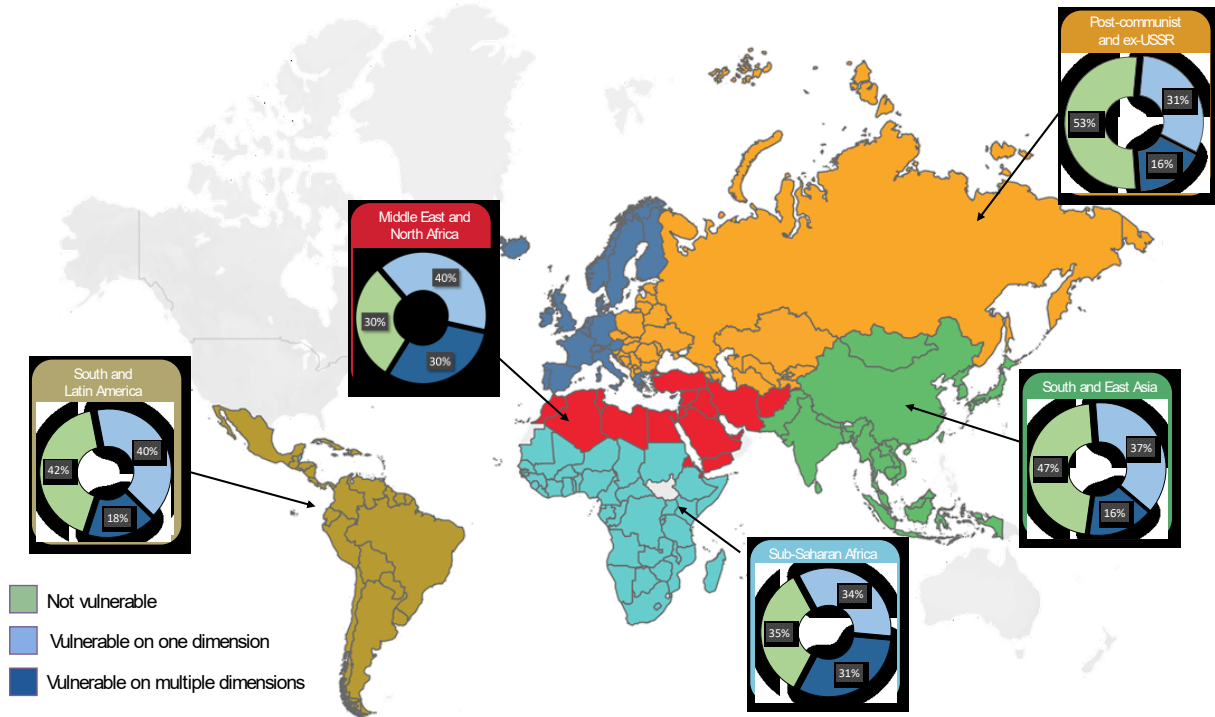 Post-communist
and ex-USSR
31%
53%
16%
Middle East and
North Africa
40%
30%
30%
South and
Latin America
40%
42%
18%
South and East Asia
37%
47%
16%
Sub-Saharan Africa
34%
35%
31%
Not vulnerable
Vulnerable on one dimension
Vulnerable on multiple dimensions